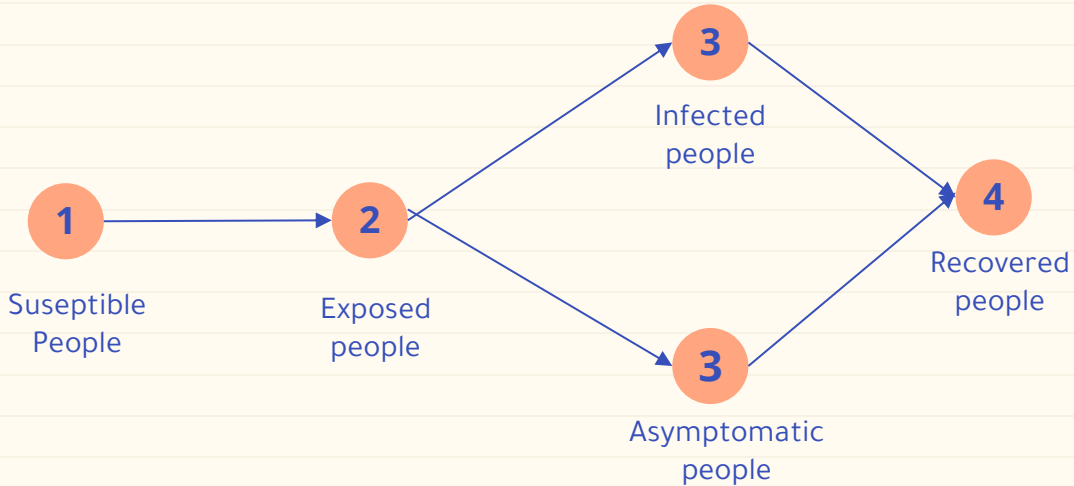 1
Suseptible
People
2
Exposed
people
3
Infected
people
3
Asymptomatic
people
4
Recovered
people